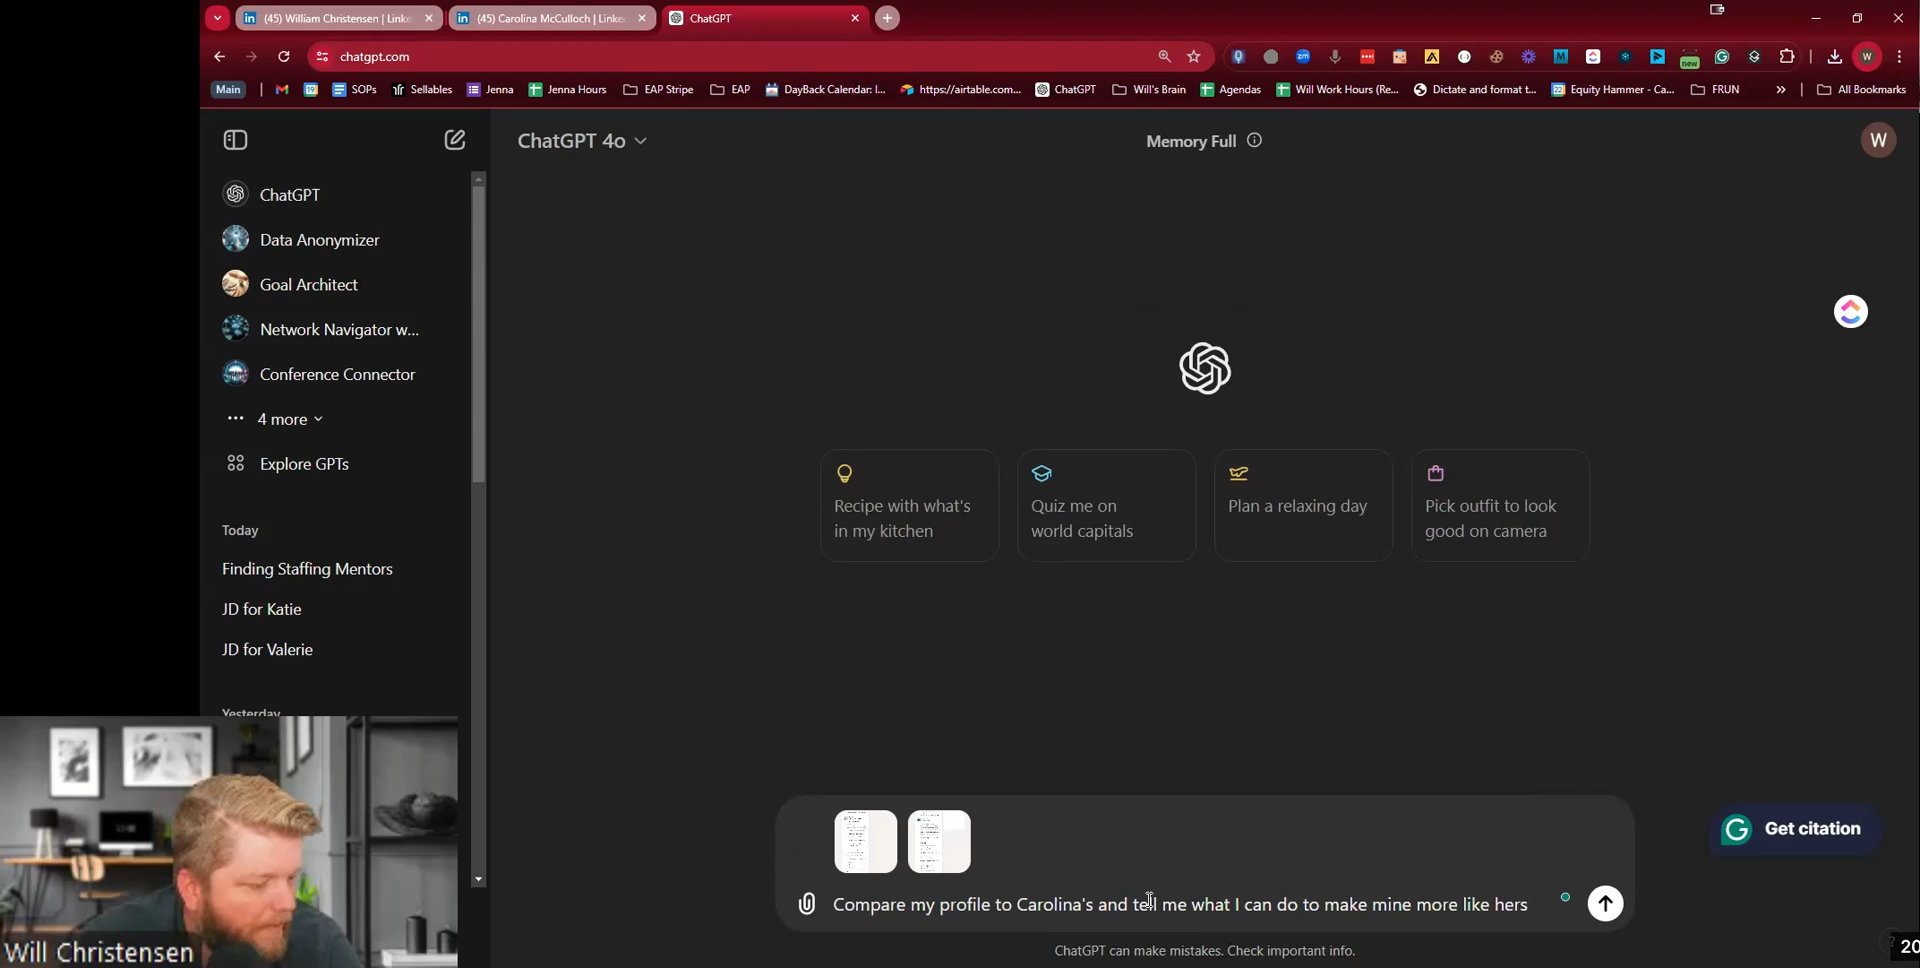 (45) William Christensen | Linke
(45) Carolina McCulloch | Linke
ChatGPT
chatgpt.com
new
W
Main
19
SOPs
Sellables
Jenna
Jenna Hours
EAP Stripe
EAP
DayBack Calendar: I...
https://airtable.com...
ChatGPT
Will's Brain
Agendas
Will Work Hours (Re...
Dictate and format t...
22
Equity Hammer - Ca...
FRUN
»
All Bookmarks
ChatGPT 4o
Memory Full
W
ChatGPT
Data Anonymizer
Goal Architect
Network Navigator w...
Conference Connector
4 more
Explore GPTs
Today
Finding Staffing Mentors
JD for Katie
JD for Valerie
Yesterday
Recipe with what's
in my kitchen
Quiz me on
world capitals
Plan a relaxing day
Pick outfit to look
good on camera
Get citation
Compare my profile to Carolina's and tell me what I can do to make mine more like hers
ChatGPT can make mistakes. Check important info.
20
Will Christensen